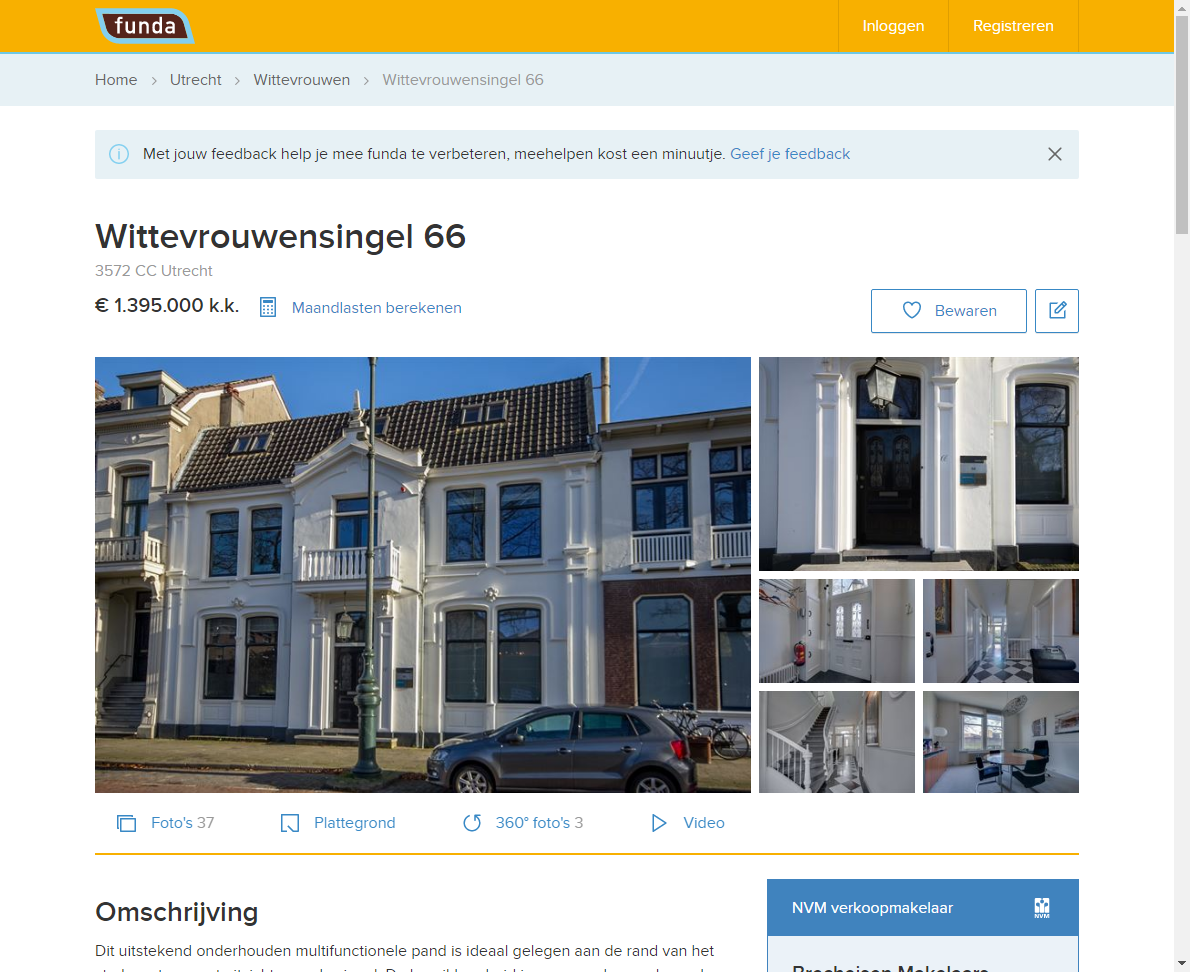 funda
Inloggen
Registreren
Home > Utrecht > Wittevrouwen > Wittevrouwensingel 66
Met jouw feedback help je mee funda te verbeteren, meehelpen kost een minuutje. Geef je feedback
Wittevrouwensingel 66
3572 CC Utrecht
€ 1.395.000 k.k.
Maandlasten berekenen
Bewaren
Foto's 37
Plattegrond
360° foto's 3
Video
Omschrijving
NVM verkoopmakelaar
NVM
Dit uitstekend onderhouden multifunctionele pand is ideaal gelegen aan de rand van het